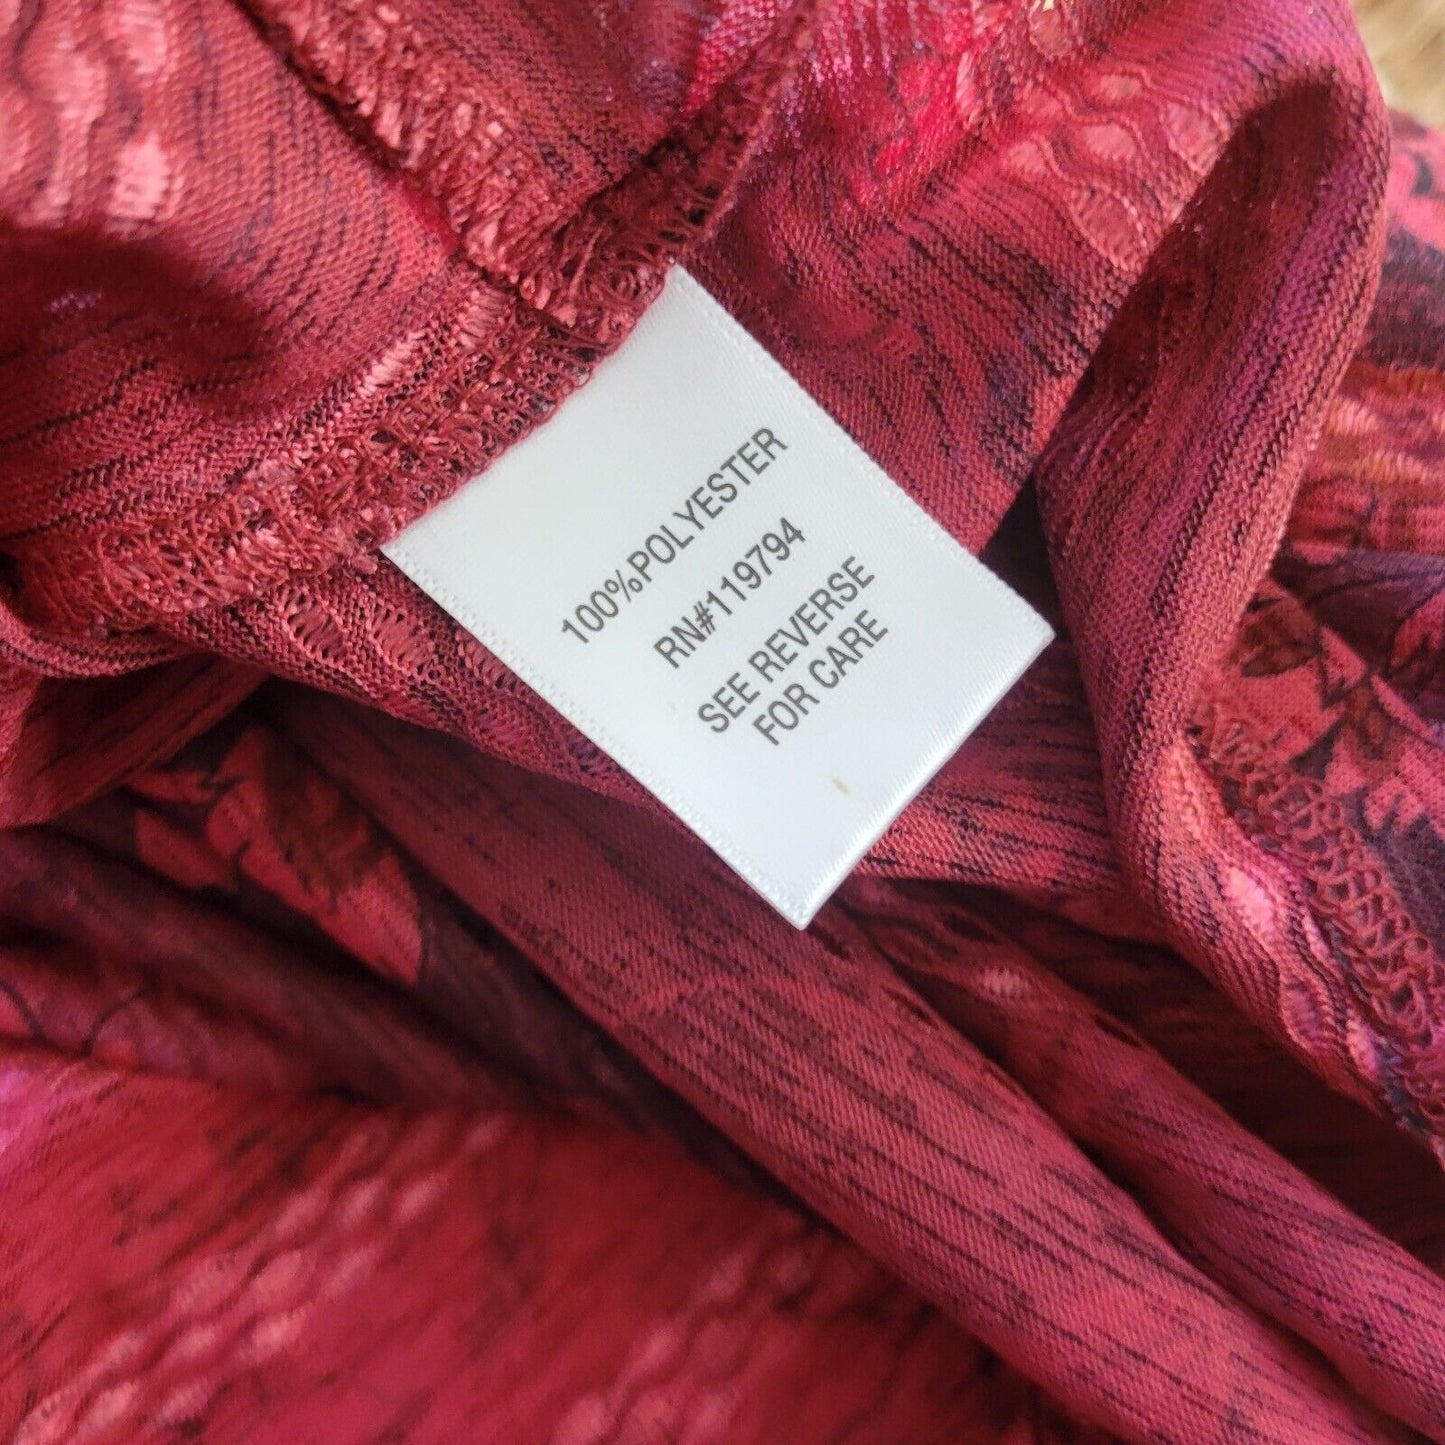 100%POLYESTER
RN#119794
SEE REVERSE
FOR CARE